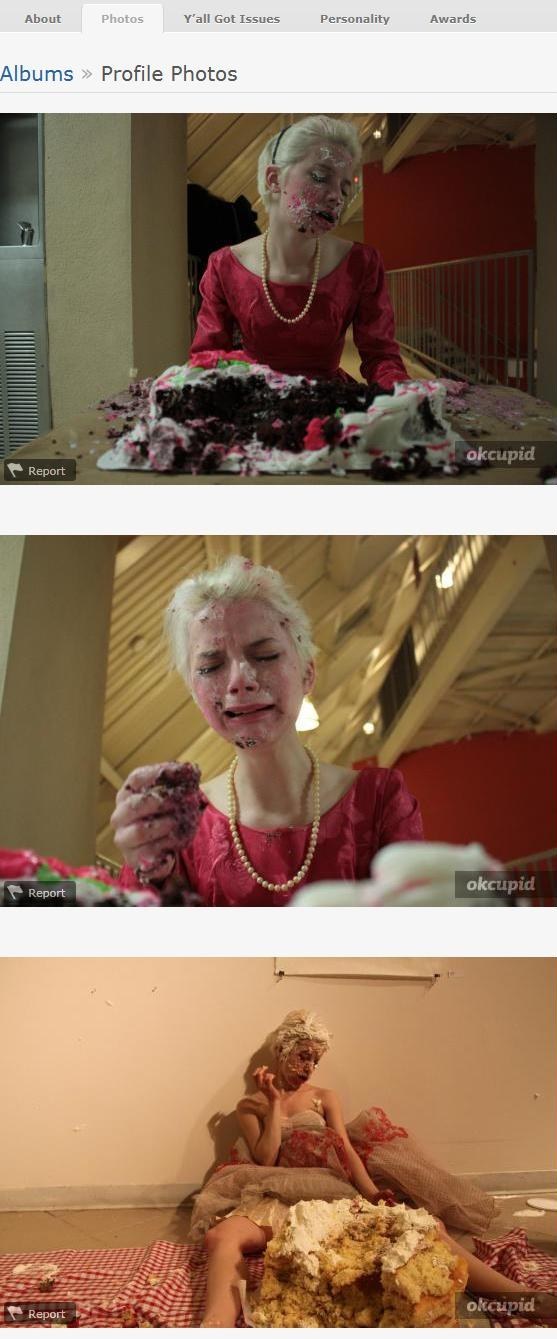 About Photos Y'all Got Issues Personality Awards
Albums » Profile Photos
Report okcupid
Report okcupid
Report okcupid